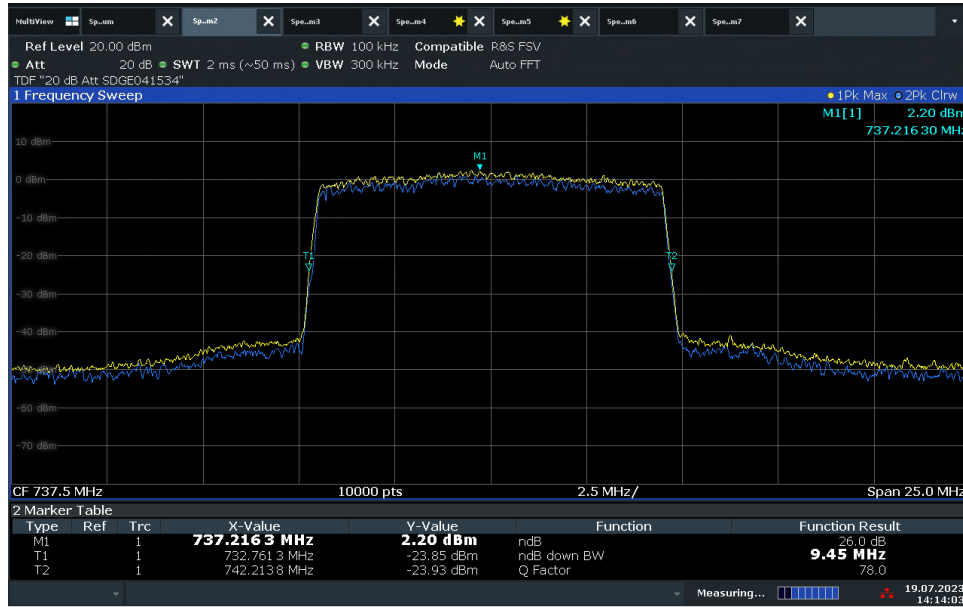 MultiView Sp..um Sp..m2 Spe..m3 Spe..m4 Spe..m5 Spe..m6 Spe..m7
Ref Level 20.00 dBm RBW 100 kHz Compatible R&S FSV
Att 20 dB SWT 2 ms (~50 ms) VBW 300 kHz Mode Auto FFT
TDF "20 dB Att SDGE041534"
1 Frequency Sweep 1Pk Max 2Pk Clrw
M1[1] 2.20 dBm
737.216 30 MHz
10 dBm
M1
0 dBm
-10 dBm
-20 dBm
T1 T2
-30 dBm
-40 dBm
-60 dBm
-70 dBm
CF 737.5 MHz 10000 pts 2.5 MHz/ Span 25.0 MHz
2 Marker Table
Type Ref Trc X-Value Y-Value Function Function Result
M1 1 737.216 3 MHz 2.20 dBm ndB 26.0 dB
T1 1 732.761 3 MHz -23.85 dBm ndB down BW 9.45 MHz
T2 1 742.213 8 MHz -23.93 dBm Q Factor 78.0
Measuring... 19.07.2023
14:14:03